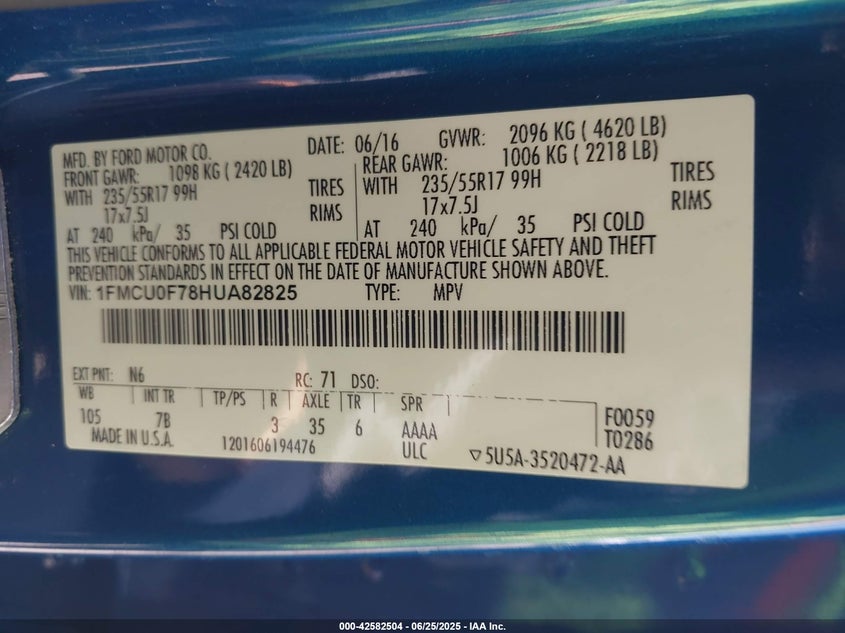 MFD. BY FORD MOTOR CO. DATE: 06/16 GVWR: 2096 KG ( 4620 LB)
FRONT GAWR: 1098 KG ( 2420 LB) REAR GAWR: 1006 KG ( 2218 LB)
WITH 235/55R17 99H TIRES WITH 235/55R17 99H TIRES
17x7.5J RIMS 17x7.5J RIMS
AT 240 kPa/ 35 PSI COLD AT 240 kPa/ 35 PSI COLD
THIS VEHICLE CONFORMS TO ALL APPLICABLE FEDERAL MOTOR VEHICLE SAFETY AND THEFT
PREVENTION STANDARDS IN EFFECT ON THE DATE OF MANUFACTURE SHOWN ABOVE.
VIN: 1FMCU0F78HUA82825 TYPE: MPV
EXT PNT: N6 RC: 71 DSO:
WB INT TR TP/PS R AXLE TR SPR
105 7B 3 35 6 AAAA F0059
MADE IN U.S.A. 1201606194476 ULC T0286
▽5U5A-3520472-AA
000-42582504 / 06/25/2025 / IAA Inc.